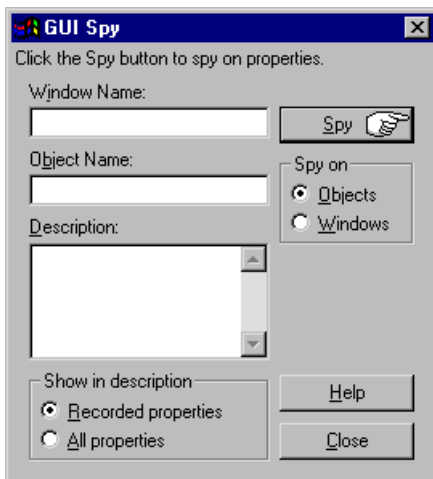 GUI Spy
Click the Spy button to spy on properties.
Window Name:
Spy
Object Name:
Spy on
Objects
Windows
Description:
Show in description
Recorded properties
All properties
Help
Close